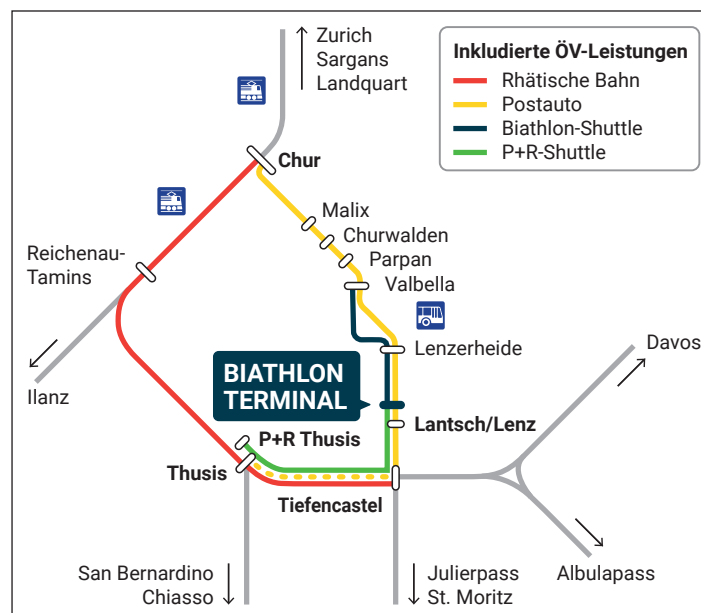 Zurich
Sargans
Landquart
Inkludierte ÖV-Leistungen
Rhätische Bahn
Postauto
Biathlon-Shuttle
P+R-Shuttle
Chur
Malix
Churwalden
Parpan
Valbella
Reichenau-
Tamins
Lenzerheide
Davos
Ilanz
BIATHLON
TERMINAL
Lantsch/Lenz
P+R Thusis
Thusis
Tiefencastel
San Bernardino
Chiasso
Julierpass
St. Moritz
Albulapass